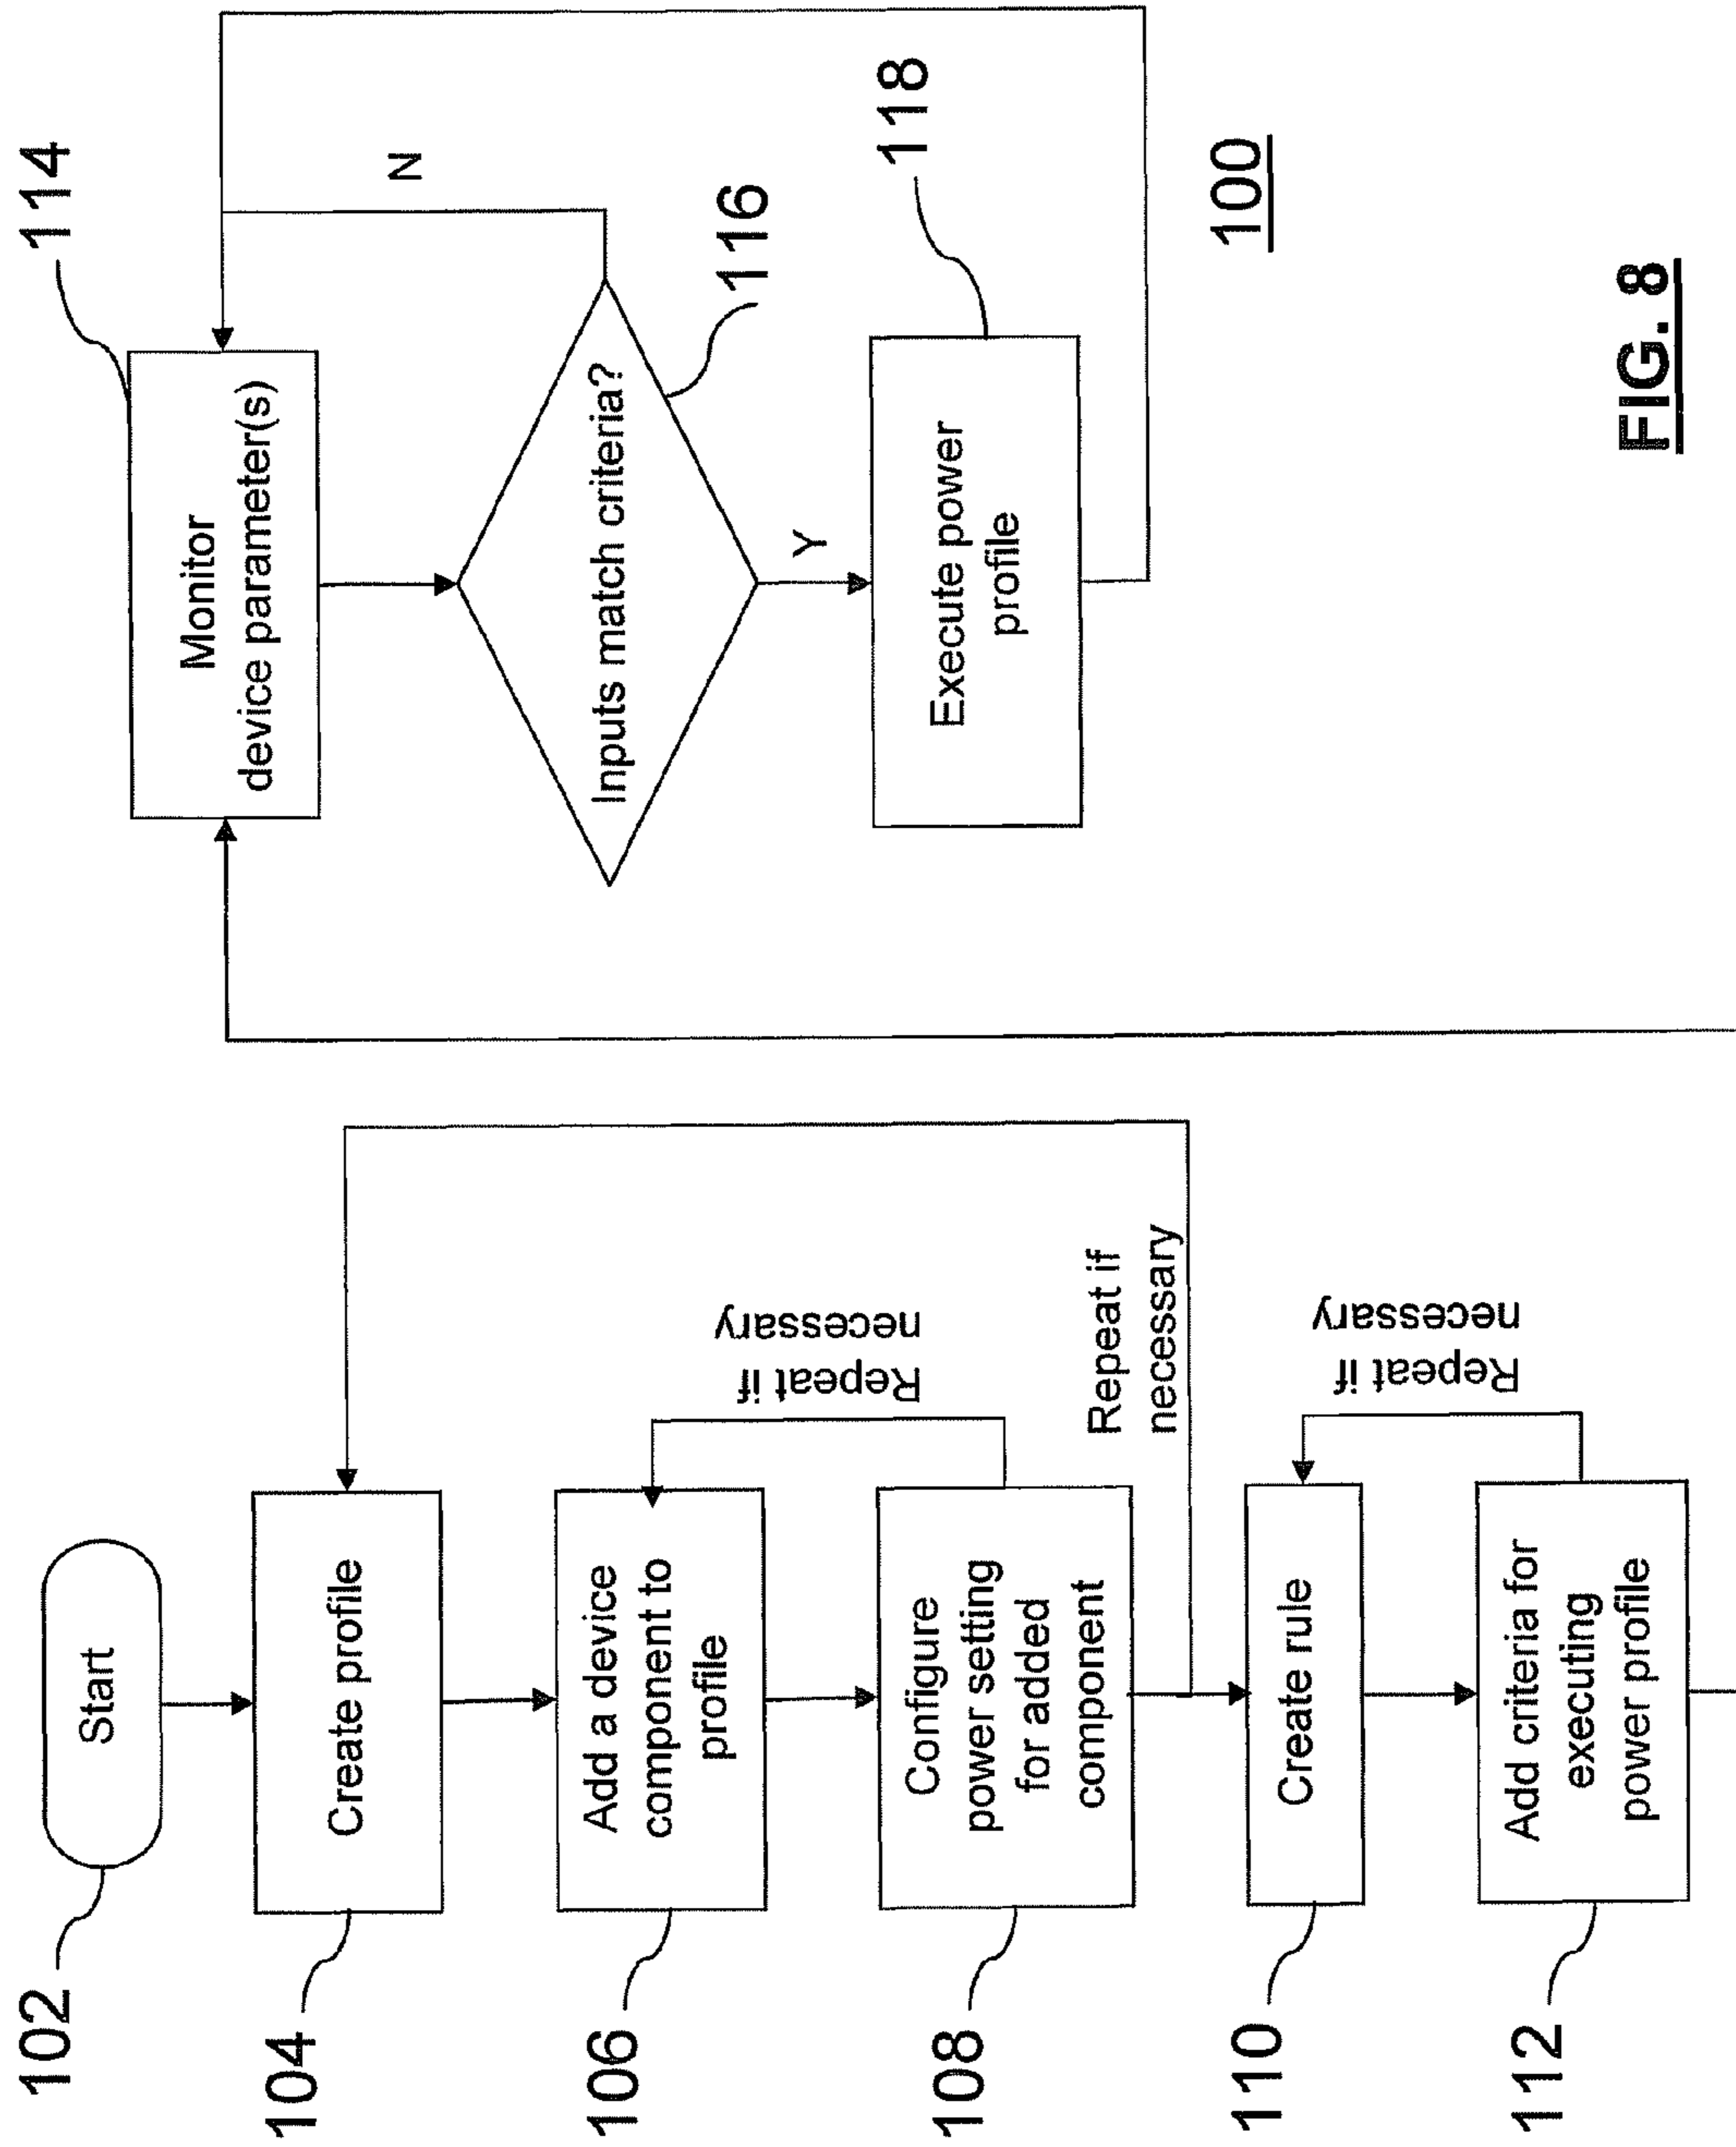 102
Start
104
Create profile
106
Add a device
component to
profile
Repeat if
necessary
108
Configure
power setting
for added
component
Repeat if
necessary
110
Create rule
Repeat if
necessary
112
Add criteria for
executing
power profile
114
Monitor
device parameter(s)
N
116
Inputs match criteria?
Y
118
Execute power
profile
100
FIG. 8